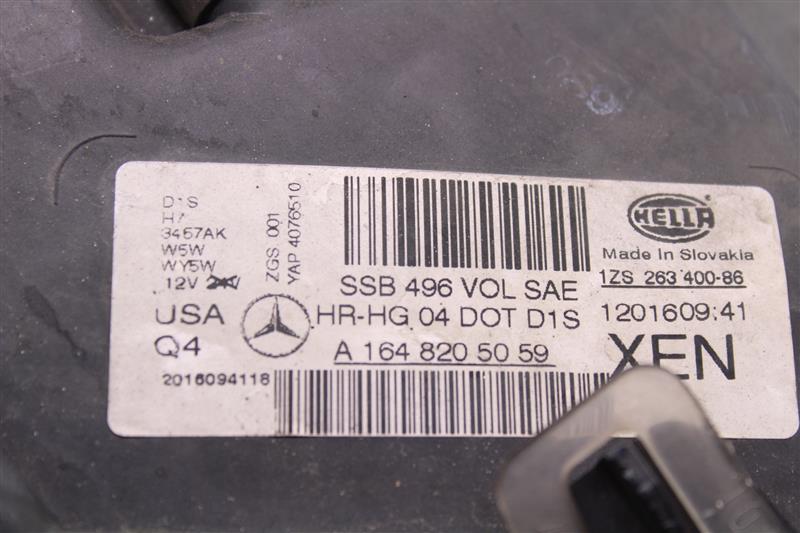 D1S
H7
3457AK
W5W
WY5W
12V 24V
ZGS 001
YAP 4076510
USA
Q4
2016094118
SSB 496 VOL SAE
HR-HG 04 DOT D1S
A 164 820 50 59
HELLA
Made In Slovakia
1ZS 263 400-86
1201609:41
XEN